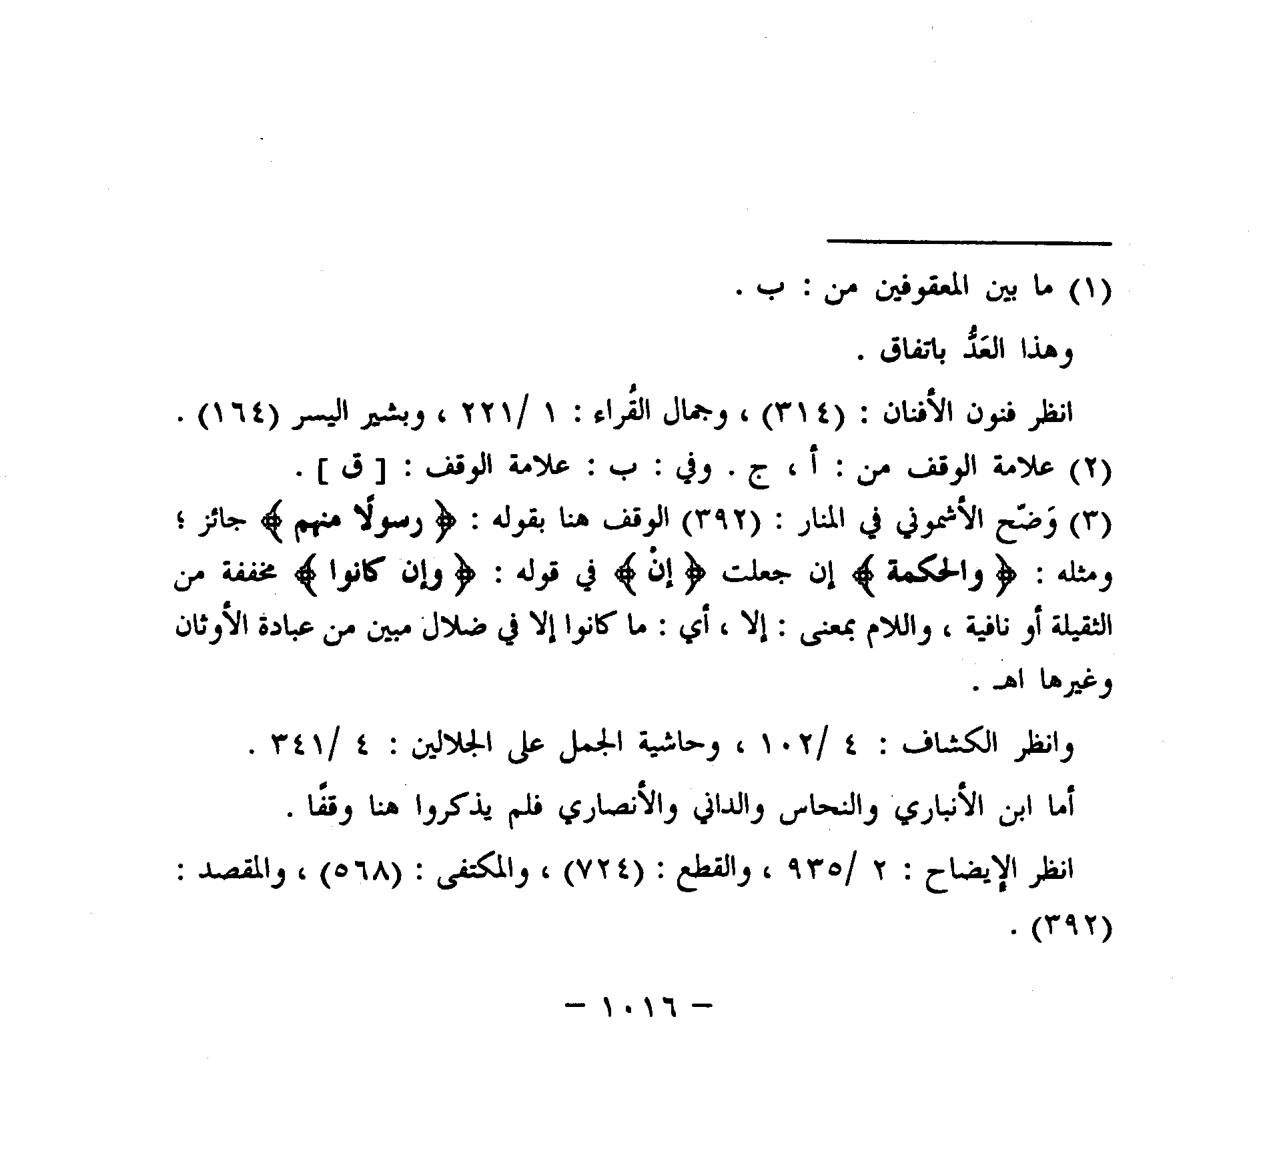 (١) ما بين المعقوفين من : ب .
وهذا العَدُّ باتفاق .
انظر فنون الأفنان : (٣١٤) ، وجمال القُراء : ١ /٢٢١ ، وبشير اليسر (١٦٤) .
(٢) علامة الوقف من : أ ، ج . وفي : ب : علامة الوقف : [ ق ] .
(٣) وَضّح الأشموني في المنار : (٣٩٢) الوقف هنا بقوله : ﴿ رسولًا منهم ﴾ جائز ؛
ومثله : ﴿ والحكمة ﴾ إن جعلت ﴿ إنْ ﴾ في قوله : ﴿ وإن كانوا ﴾ مخففة من
الثقيلة أو نافية ، واللام بمعنى : إلا ، أي : ما كانوا إلا في ضلال مبين من عبادة الأوثان
وغيرها اهـ .
وانظر الكشاف : ٤ /١٠٢ ، وحاشية الجمل على الجلالين : ٤ /٣٤١ .
أما ابن الأنباري والنحاس والداني والأنصاري فلم يذكروا هنا وقفًا .
انظر الإيضاح : ٢ /٩٣٥ ، والقطع : (٧٢٤) ، والمكتفى : (٥٦٨) ، والمقصد :
(٣٩٢) .
– ١٠١٦ –